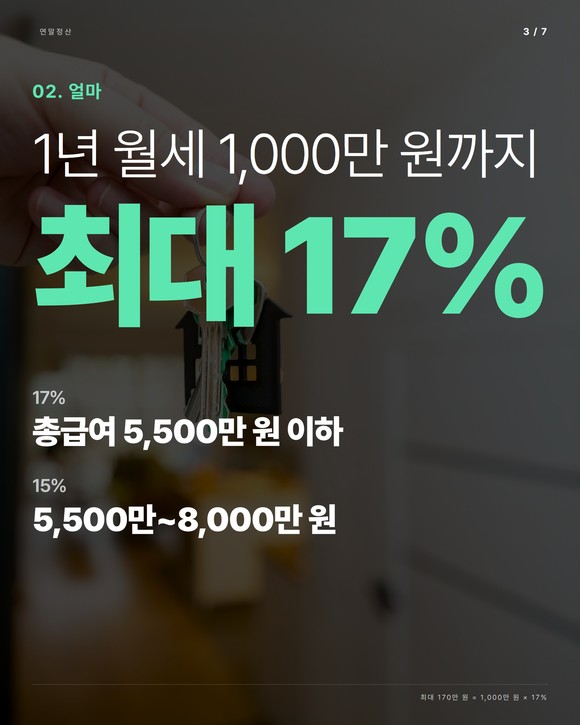 연말정산
3 / 7
02. 얼마
1년 월세 1,000만 원까지
최대 17%
17%
총급여 5,500만 원 이하
15%
5,500만~8,000만 원
최대 170만 원 = 1,000만 원 × 17%